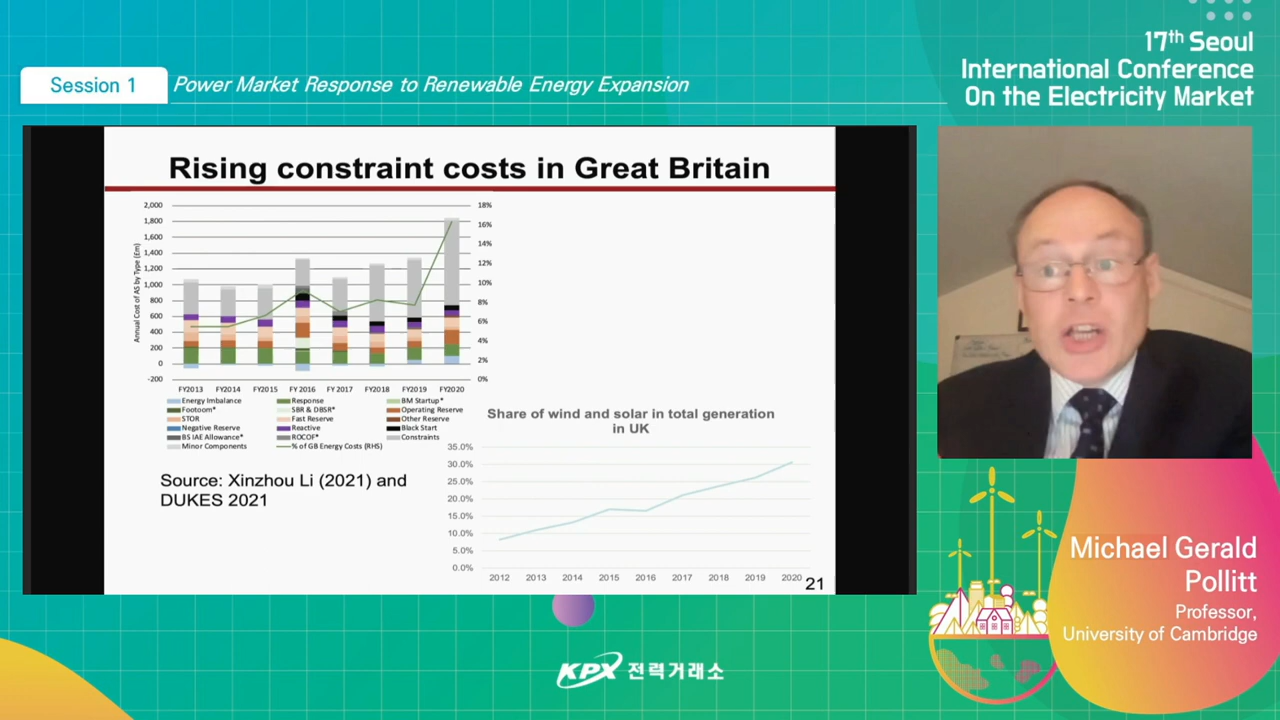 17th Seoul
International Conference
On the Electricity Market
Session 1
Power Market Response to Renewable Energy Expansion
Rising constraint costs in Great Britain
Annual Cost of AS by Type (£m)
2,000
1,800
1,600
1,400
1,200
1,000
800
600
400
200
0
-200
18%
16%
14%
12%
10%
8%
6%
4%
2%
0%
FY2013 FY2014 FY2015 FY 2016 FY 2017 FY2018 FY2019 FY2020
Energy Imbalance Response BM Startup*
Footoom* SBR & DBSR* Operating Reserve
STOR Fast Reserve Other Reserve
Negative Reserve Reactive Black Start
BS IAE Allowance* ROCOF* Constraints
Minor Components % of GB Energy Costs (RHS)
Source: Xinzhou Li (2021) and
DUKES 2021
Share of wind and solar in total generation
in UK
35.0%
30.0%
25.0%
20.0%
15.0%
10.0%
5.0%
0.0%
2012 2013 2014 2015 2016 2017 2018 2019 2020
21
Michael Gerald
Pollitt
Professor,
University of Cambridge
KPX 전력거래소